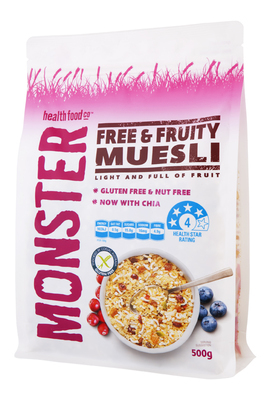 health food co
MONSTER
FREE & FRUITY
MUESLI
LIGHT AND FULL OF FRUIT
• GLUTEN FREE & NUT FREE
• NOW WITH CHIA
4
HEALTH STAR
RATING
500g